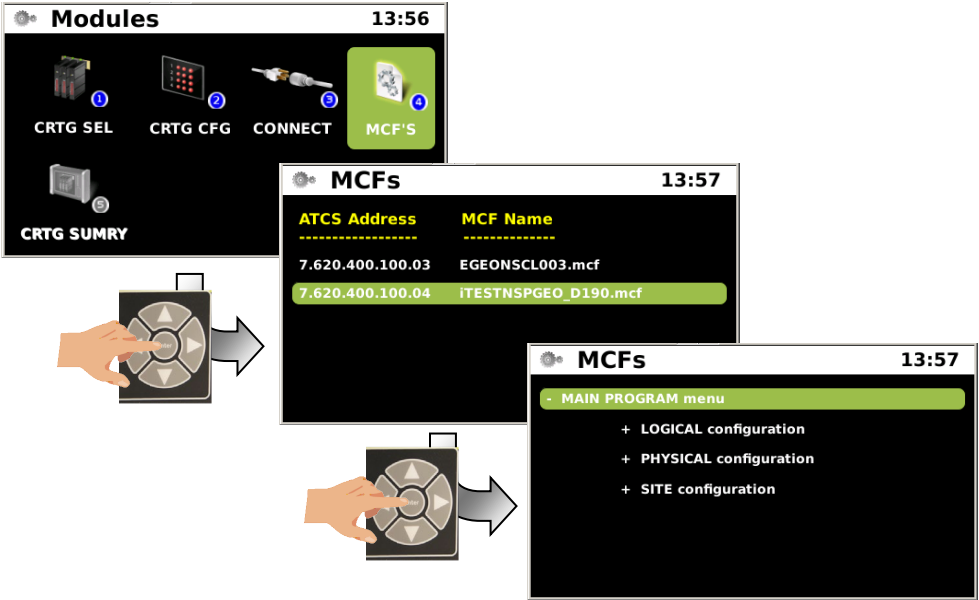 Modules 13:56
1 2 3 4
CRTG SEL CRTG CFG CONNECT MCF'S
5
CRTG SUMRY
MCFs 13:57
ATCS Address MCF Name
------------------ --------------
7.620.400.100.03 EGEONSCL003.mcf
7.620.400.100.04 iTESTNSPGEO_D190.mcf
MCFs 13:57
- MAIN PROGRAM menu
+ LOGICAL configuration
+ PHYSICAL configuration
+ SITE configuration